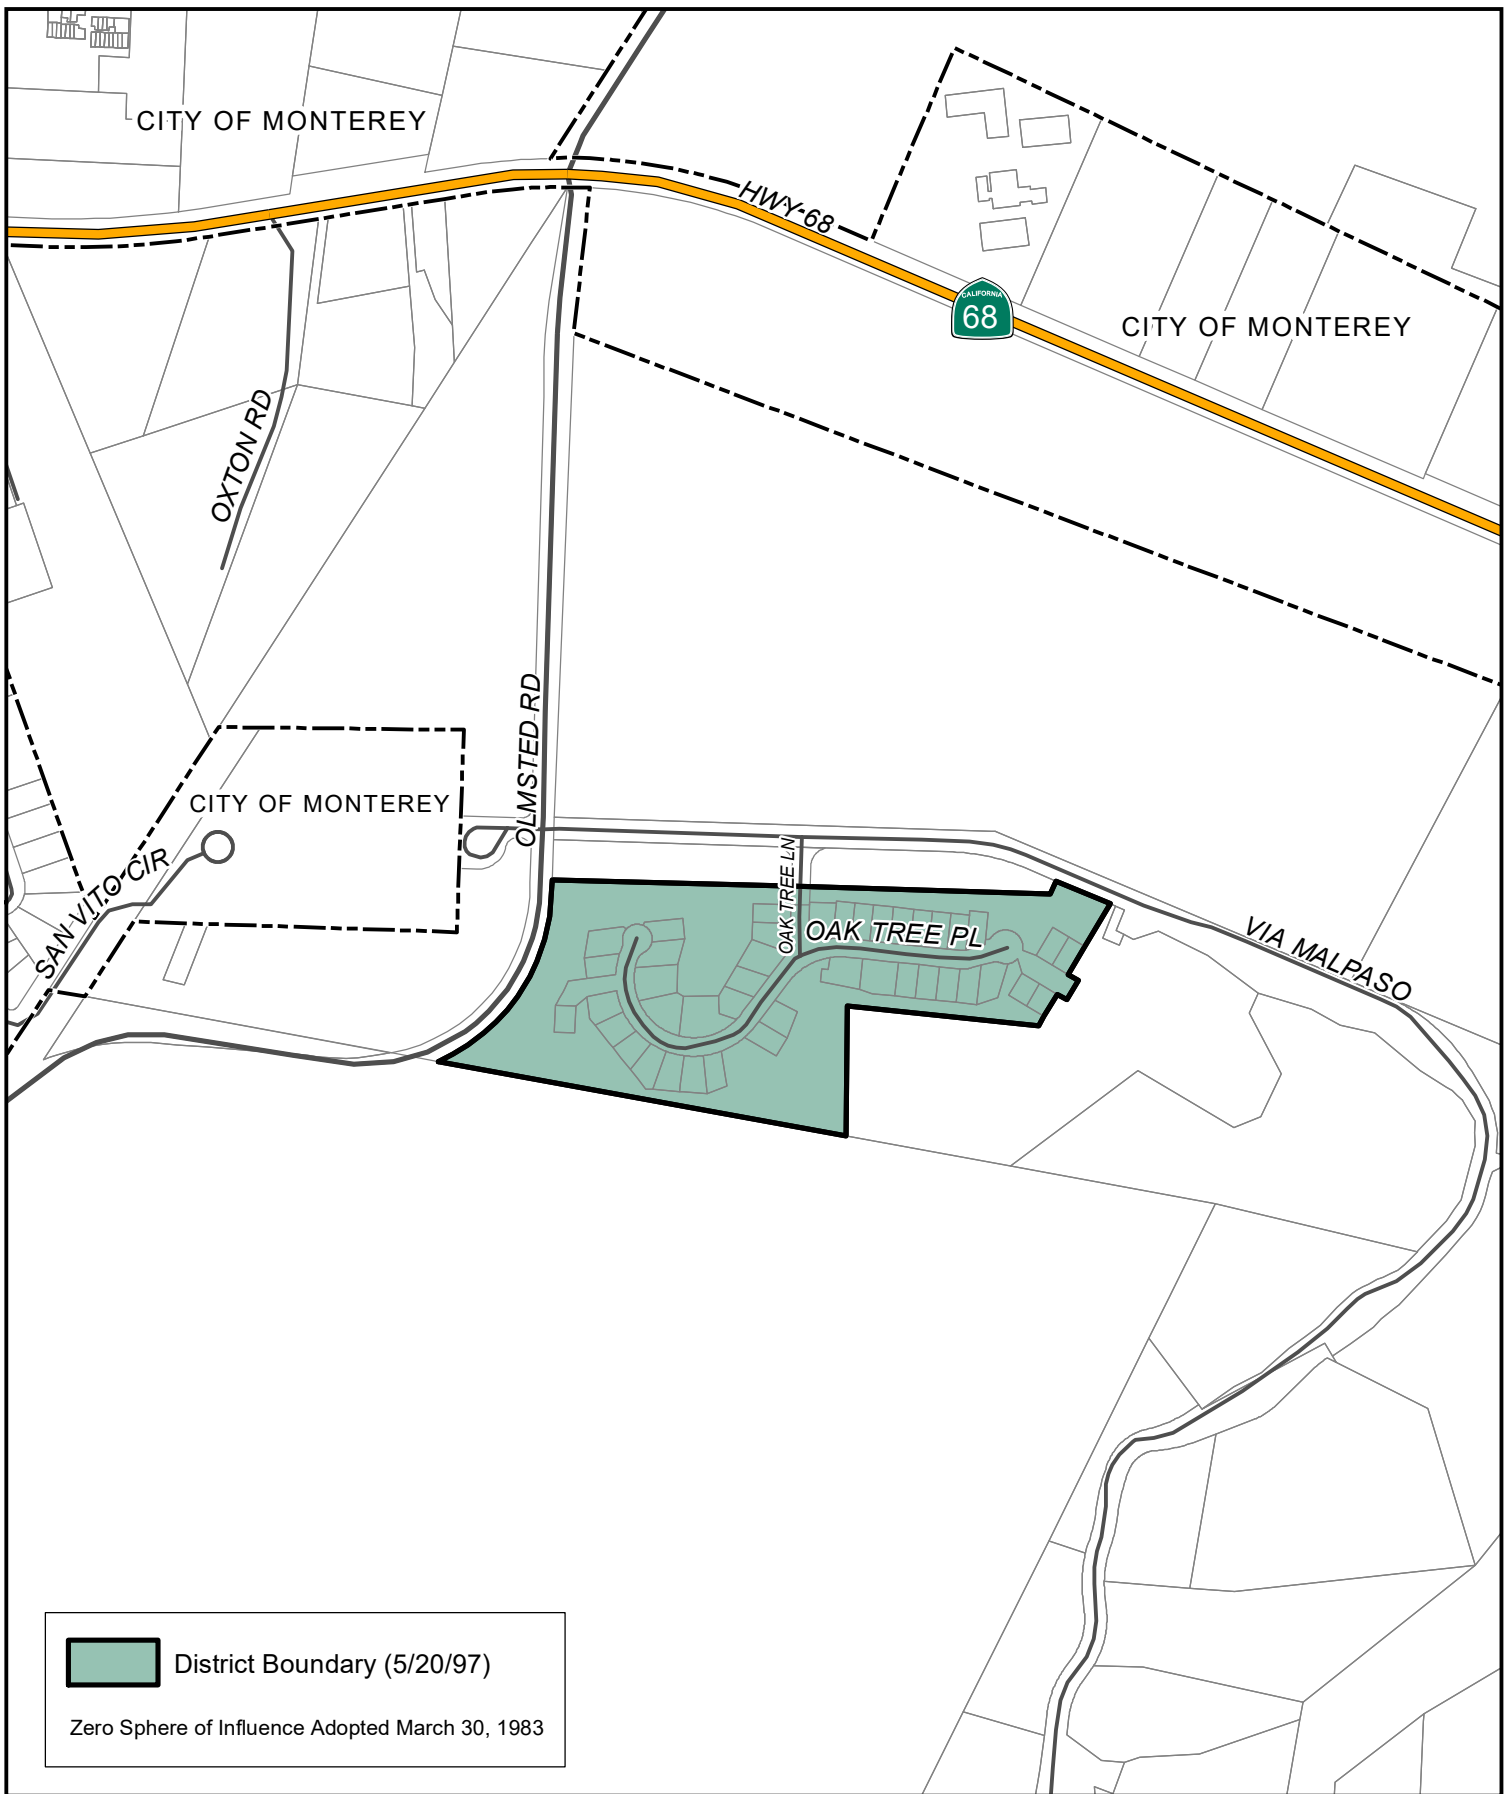 CITY OF MONTEREY
HWY 68
CALIFORNIA
68
CITY OF MONTEREY
OXTON RD
OLMSTED RD
CITY OF MONTEREY
SAN VITO CIR
OAK TREE LN
OAK TREE PL
VIA MALPASO
District Boundary (5/20/97)
Zero Sphere of Influence Adopted March 30, 1983